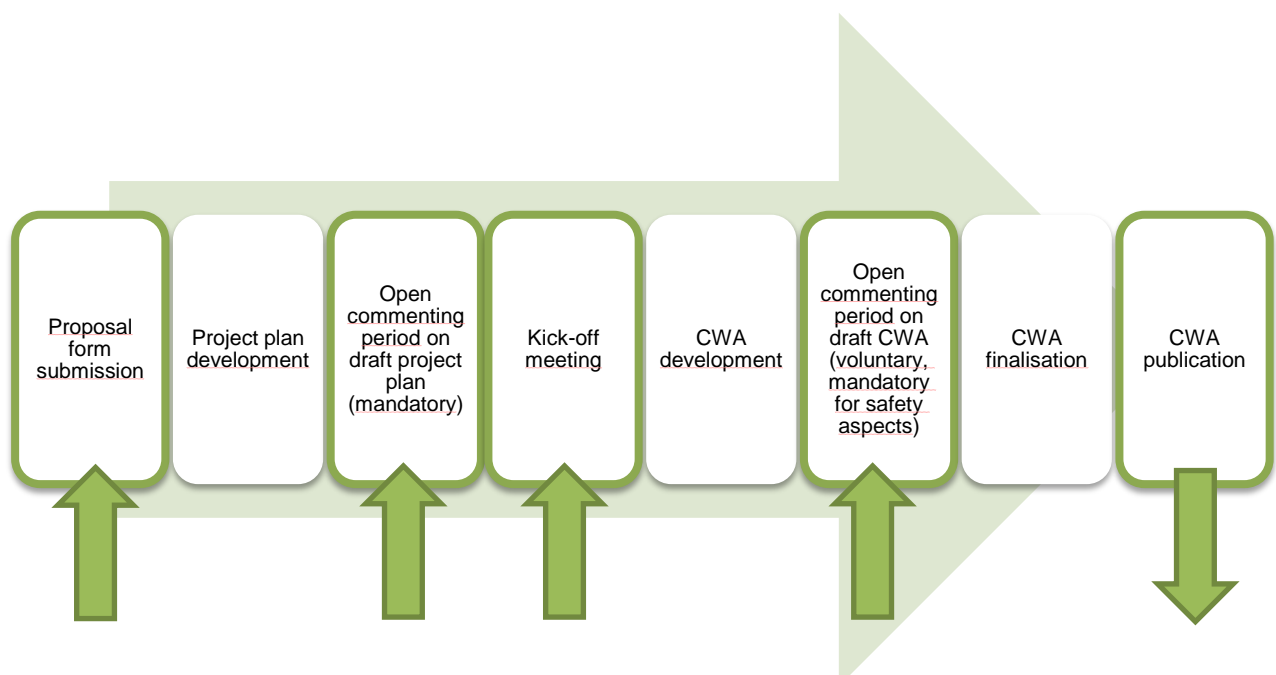 Proposal
form
submission
Project plan
development
Open
commenting
period on
draft project
plan
(mandatory)
Kick-off
meeting
CWA
development
Open
commenting
period on
draft CWA
(voluntary,
mandatory
for safety
aspects)
CWA
finalisation
CWA
publication